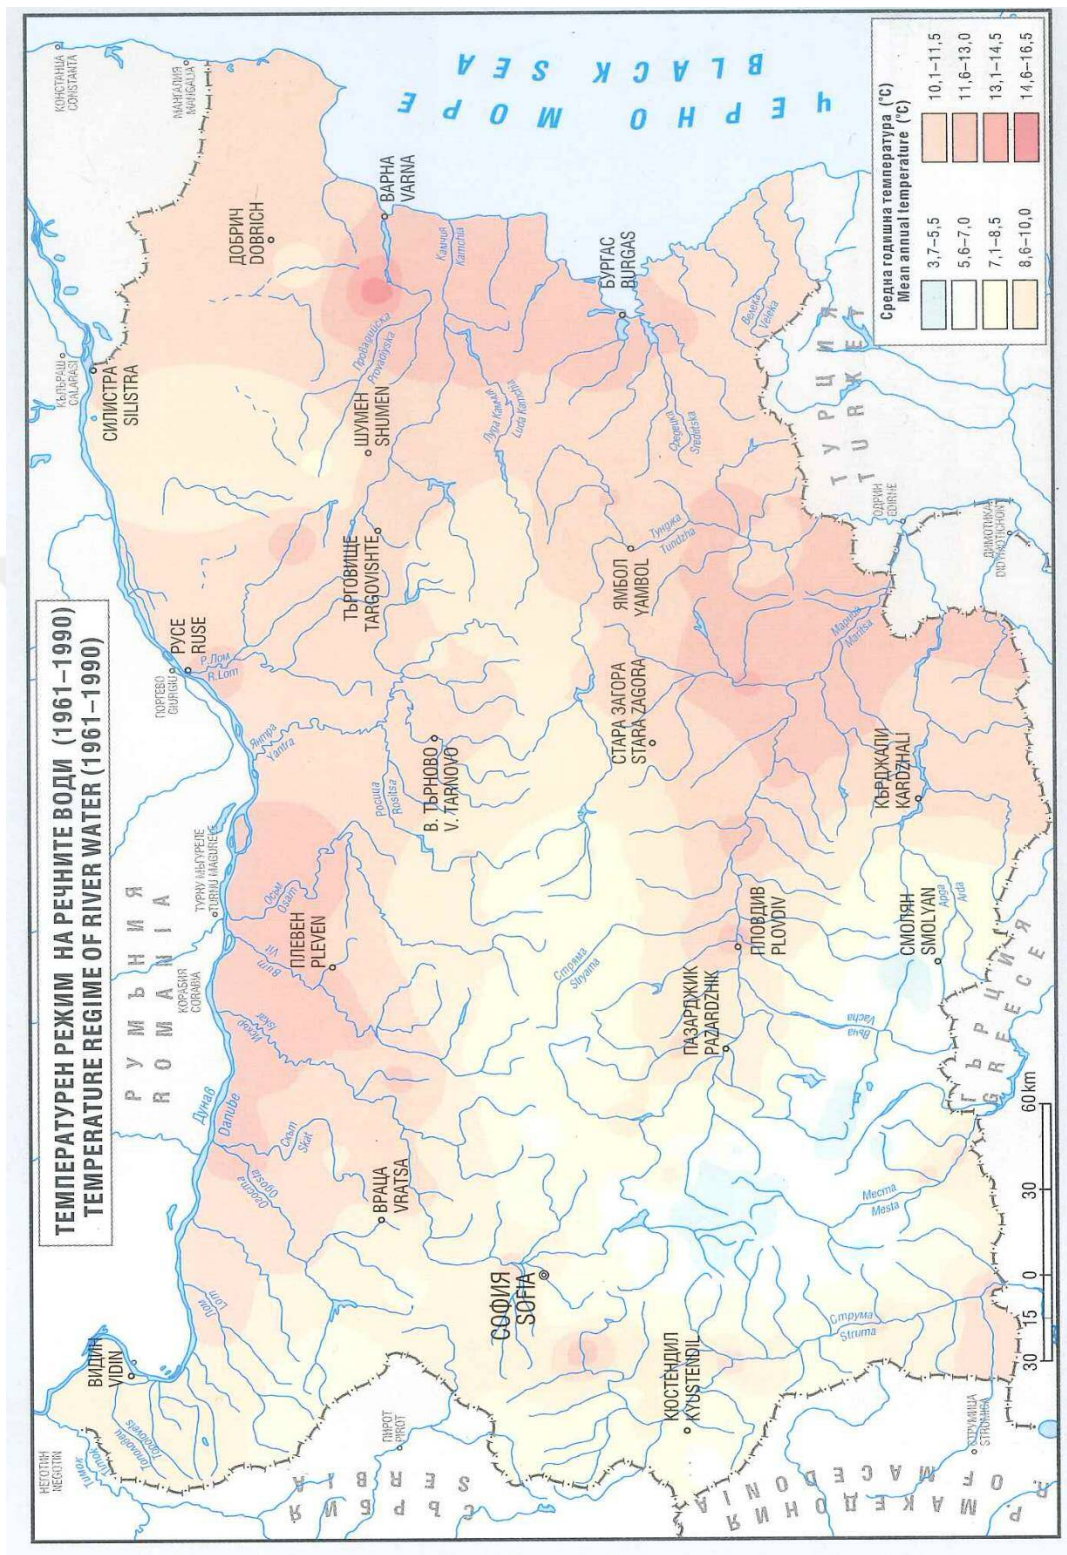 ТЕМПЕРАТУРЕН РЕЖИМ НА РЕЧНИТЕ ВОДИ (1961–1990)
TEMPERATURE REGIME OF RIVER WATER (1961–1990)
НЕГОТИН
NEGOTIN
Тимок
Тимок
Тополовец
Topolovets
ВИДИН
VIDIN
Лом
Lom
РУМЪНИЯ
ROMANIA
Дунав
Danube
КОРАБИЯ
CORABIA
ТУРНУ МЪГУРЕЛЕ
TURNU MAGURELE
ГЮРГЕВО
GIURGIU
РУСЕ
RUSE
Р. Лом
R. Lom
КЪЛЪРАШ
CALARASI
СИЛИСТРА
SILISTRA
КОНСТАНЦА
CONSTANTA
МАНГАЛИЯ
MANGALIA
ДОБРИЧ
DOBRICH
Огоста
Ogosta
Скът
Skat
Искър
Iskar
Вит
Vit
Осъм
Osam
ПЛЕВЕН
PLEVEN
Янтра
Yantra
Росица
Rositsa
ВРАЦА
VRATSA
В. ТЪРНОВО
V. TARNOVO
ТЪРГОВИЩЕ
TARGOVISHTE
ШУМЕН
SHUMEN
Провадийска
Provadiyska
ВАРНА
VARNA
Камчия
Kamchia
Луда Камчия
Luda Kamchia
ЧЕРНО МОРЕ
BLACK SEA
ПИРОТ
PIROT
СЪРБИЯ
SERBIA
СОФИЯ
SOFIA
Стряма
Stryama
СТАРА ЗАГОРА
STARA ZAGORA
ЯМБОЛ
YAMBOL
Тунджа
Tundzha
Средецка
Sredetska
БУРГАС
BURGAS
Велека
Veleka
КЮСТЕНДИЛ
KYUSTENDIL
ПАЗАРДЖИК
PAZARDZHIK
ПЛОВДИВ
PLOVDIV
Въча
Vacha
Марица
Maritsa
КЪРДЖАЛИ
KARDZHALI
СМОЛЯН
SMOLYAN
Арда
Arda
Места
Mesta
Струма
Struma
СТРУМИЦА
STRUMICA
Р. МАКЕДОНИЯ
R. OF MACEDONIA
ГЪРЦИЯ
GREECE
ОДРИН
EDIRNE
ДИМОТИКА
DIDYMOTICHON
ТУРЦИЯ
TURKEY
30 15 0 30 60 km
Средна годишна температура (°C)
Mean annual temperature (°C)
3,7–5,5
5,6–7,0
7,1–8,5
8,6–10,0
10,1–11,5
11,6–13,0
13,1–14,5
14,6–16,5